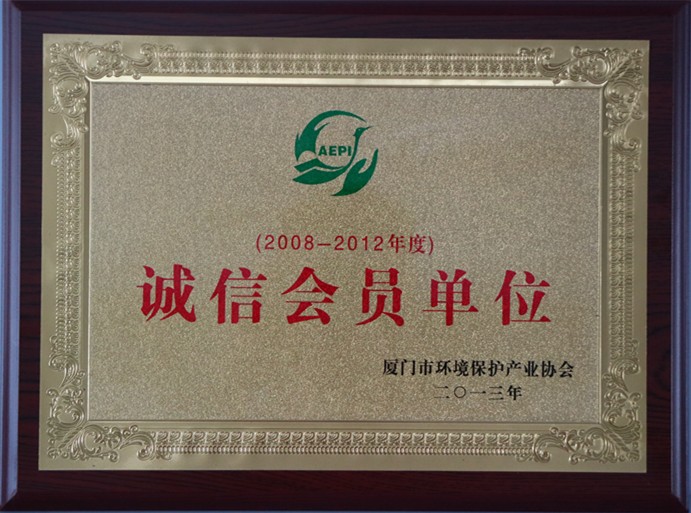 AEPI
(2008-2012年度)
诚信会员单位
厦门市环境保护产业协会
二〇一三年